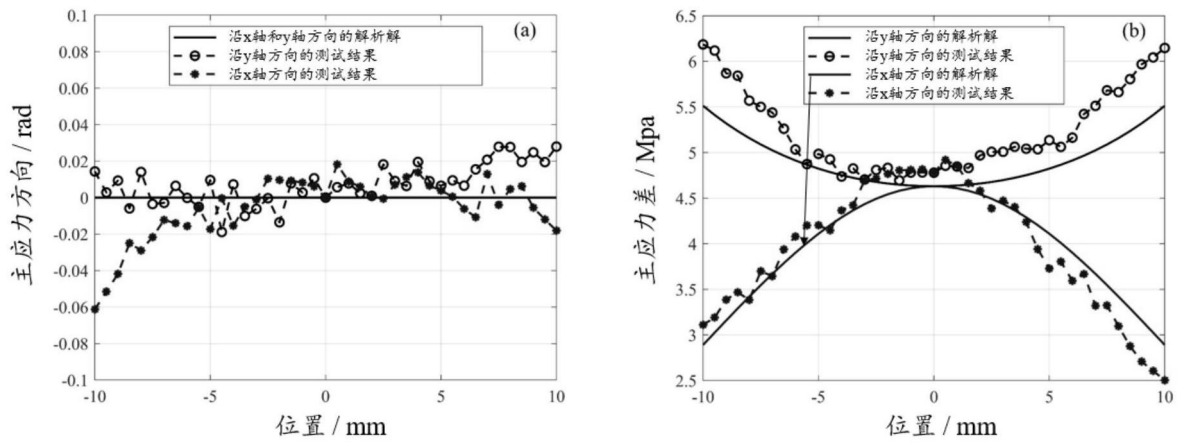 (a)
沿x轴和y轴方向的解析解
沿y轴方向的测试结果
沿x轴方向的测试结果
0.1
0.08
0.06
0.04
0.02
0
-0.02
-0.04
-0.06
-0.08
-0.1
主应力方向 / rad
-10
-5
0
5
10
位置 / mm
(b)
沿y轴方向的解析解
沿y轴方向的测试结果
沿x轴方向的解析解
沿x轴方向的测试结果
6.5
6
5.5
5
4.5
4
3.5
3
2.5
主应力差 / Mpa
-10
-5
0
5
10
位置 / mm